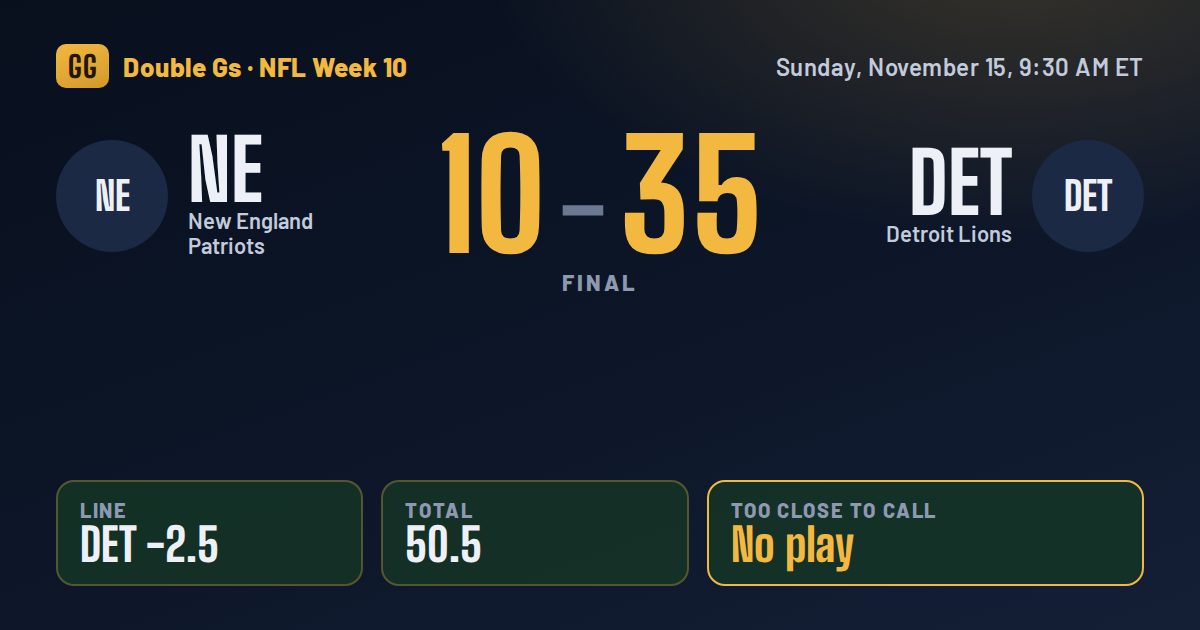 GG
Double Gs · NFL Week 10
Sunday, November 15, 9:30 AM ET
NE
NE
New England
Patriots
10 – 35
FINAL
DET
Detroit Lions
DET
LINE
DET −2.5
TOTAL
50.5
TOO CLOSE TO CALL
No play